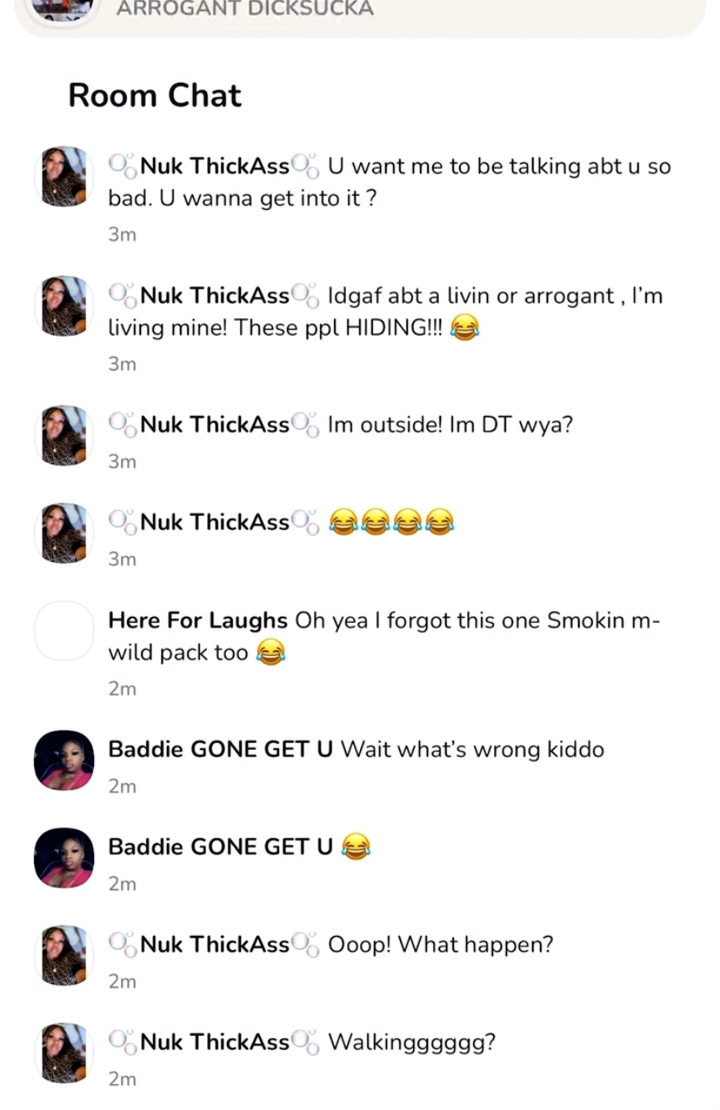 ARROGANT DICKSUCKA
Room Chat
🫧Nuk ThickAss🫧 U want me to be talking abt u so
bad. U wanna get into it ?
3m
🫧Nuk ThickAss🫧 Idgaf abt a livin or arrogant , I’m
living mine! These ppl HIDING!!! 😂
3m
🫧Nuk ThickAss🫧 Im outside! Im DT wya?
3m
🫧Nuk ThickAss🫧 😂😂😂😂
3m
Here For Laughs Oh yea I forgot this one Smokin m-
wild pack too 😂
2m
Baddie GONE GET U Wait what’s wrong kiddo
2m
Baddie GONE GET U 😂
2m
🫧Nuk ThickAss🫧 Ooop! What happen?
2m
🫧Nuk ThickAss🫧 Walkingggggg?
2m